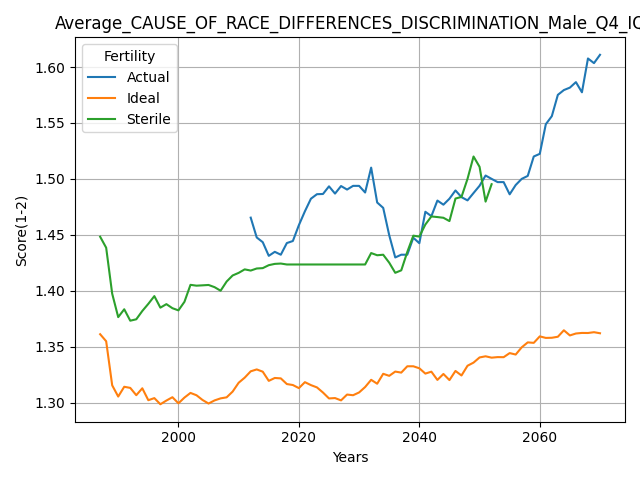 Average_CAUSE_OF_RACE_DIFFERENCES_DISCRIMINATION_Male_Q4_IQ
Fertility
Actual
Ideal
Sterile
1.60
1.55
1.50
1.45
1.40
1.35
1.30
Score(1-2)
2000
2020
2040
2060
Years